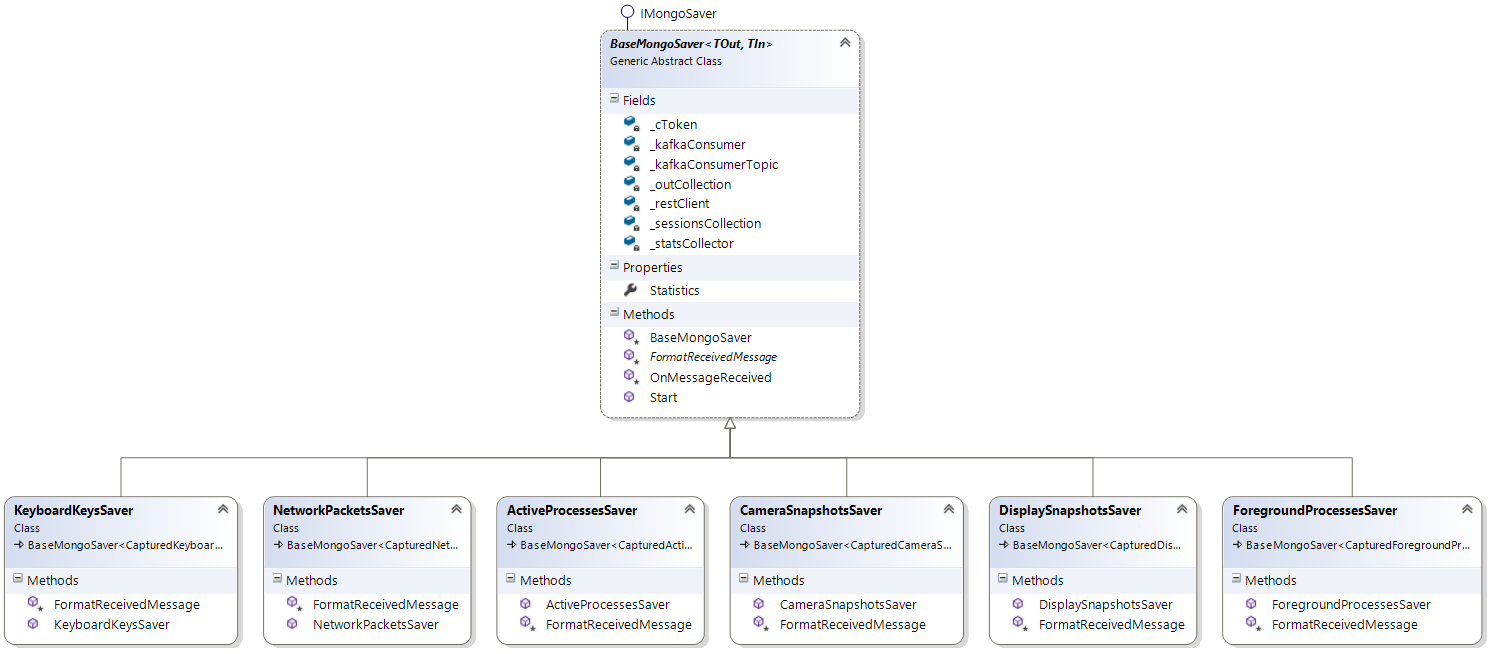 IMongoSaver
BaseMongoSaver<TOut, TIn>
Generic Abstract Class
Fields
_cToken
_kafkaConsumer
_kafkaConsumerTopic
_outCollection
_restClient
_sessionsCollection
_statsCollector
Properties
Statistics
Methods
BaseMongoSaver
FormatReceivedMessage
OnMessageReceived
Start
KeyboardKeysSaver
Class
BaseMongoSaver<CapturedKeyboar...
Methods
FormatReceivedMessage
KeyboardKeysSaver
NetworkPacketsSaver
Class
BaseMongoSaver<CapturedNet...
Methods
FormatReceivedMessage
NetworkPacketsSaver
ActiveProcessesSaver
Class
BaseMongoSaver<CapturedActi...
Methods
ActiveProcessesSaver
FormatReceivedMessage
CameraSnapshotsSaver
Class
BaseMongoSaver<CapturedCameraS...
Methods
CameraSnapshotsSaver
FormatReceivedMessage
DisplaySnapshotsSaver
Class
BaseMongoSaver<CapturedDis...
Methods
DisplaySnapshotsSaver
FormatReceivedMessage
ForegroundProcessesSaver
Class
BaseMongoSaver<CapturedForegroundPr...
Methods
ForegroundProcessesSaver
FormatReceivedMessage